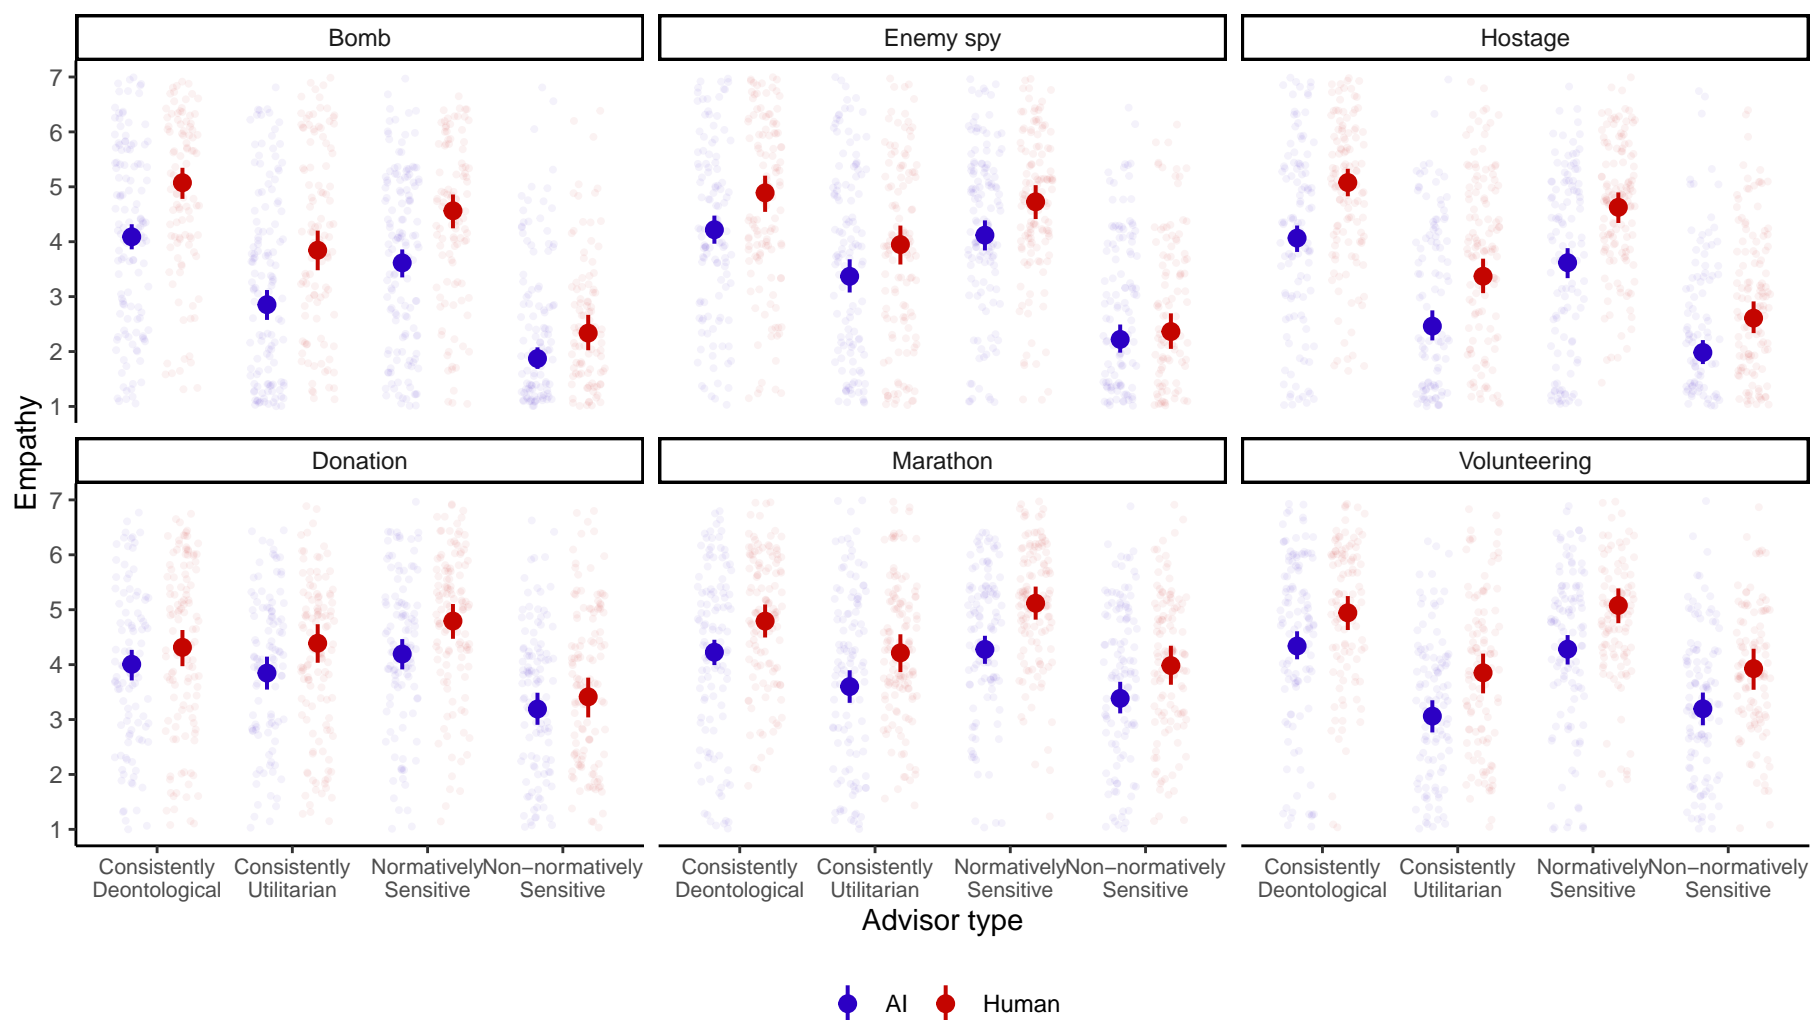 Bomb
Enemy spy
Hostage
7
6
5
4
3
2
1
Donation
Marathon
Volunteering
7
6
5
4
3
2
1
Empathy
Consistently
Deontological
Consistently
Utilitarian
Normatively
Sensitive
Non−normatively
Sensitive
Consistently
Deontological
Consistently
Utilitarian
Normatively
Sensitive
Non−normatively
Sensitive
Consistently
Deontological
Consistently
Utilitarian
Normatively
Sensitive
Non−normatively
Sensitive
Advisor type
AI
Human